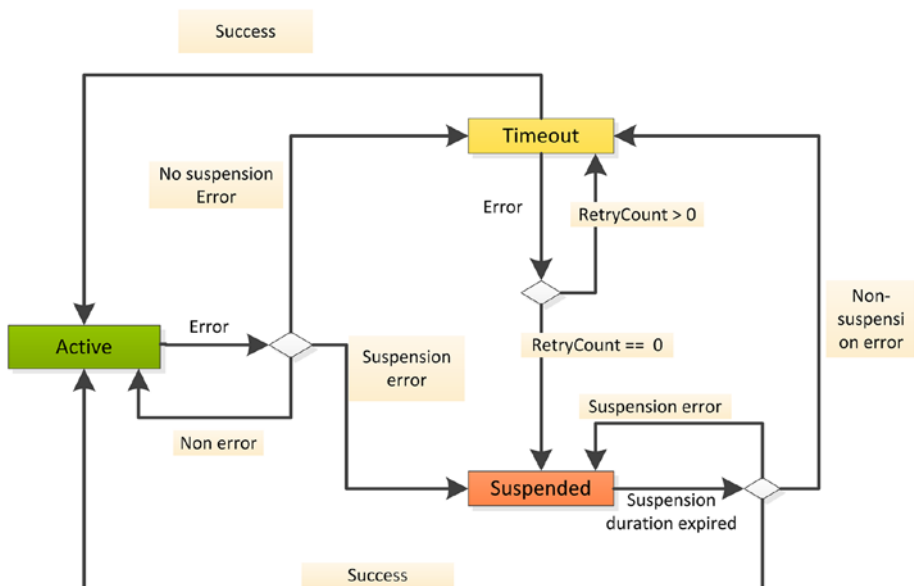 Success
Timeout
No suspension
Error
Error
RetryCount > 0
Non-
suspensi
on error
Error
Active
Suspension
error
RetryCount ==  0
Non error
Suspension error
Suspended
Suspension
duration expired
Success